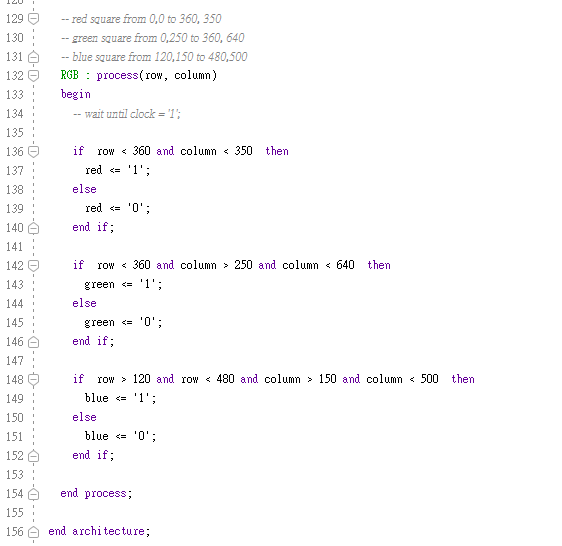 129 -- red square from 0,0 to 360, 350
130 -- green square from 0,250 to 360, 640
131 -- blue square from 120,150 to 480,500
132 RGB : process(row, column)
133 begin
134 -- wait until clock = '1';
135
136 if  row < 360 and column < 350  then
137 red <= '1';
138 else
139 red <= '0';
140 end if;
141
142 if  row < 360 and column > 250 and column < 640  then
143 green <= '1';
144 else
145 green <= '0';
146 end if;
147
148 if  row > 120 and row < 480 and column > 150 and column < 500  then
149 blue <= '1';
150 else
151 blue <= '0';
152 end if;
153
154 end process;
155
156 end architecture;